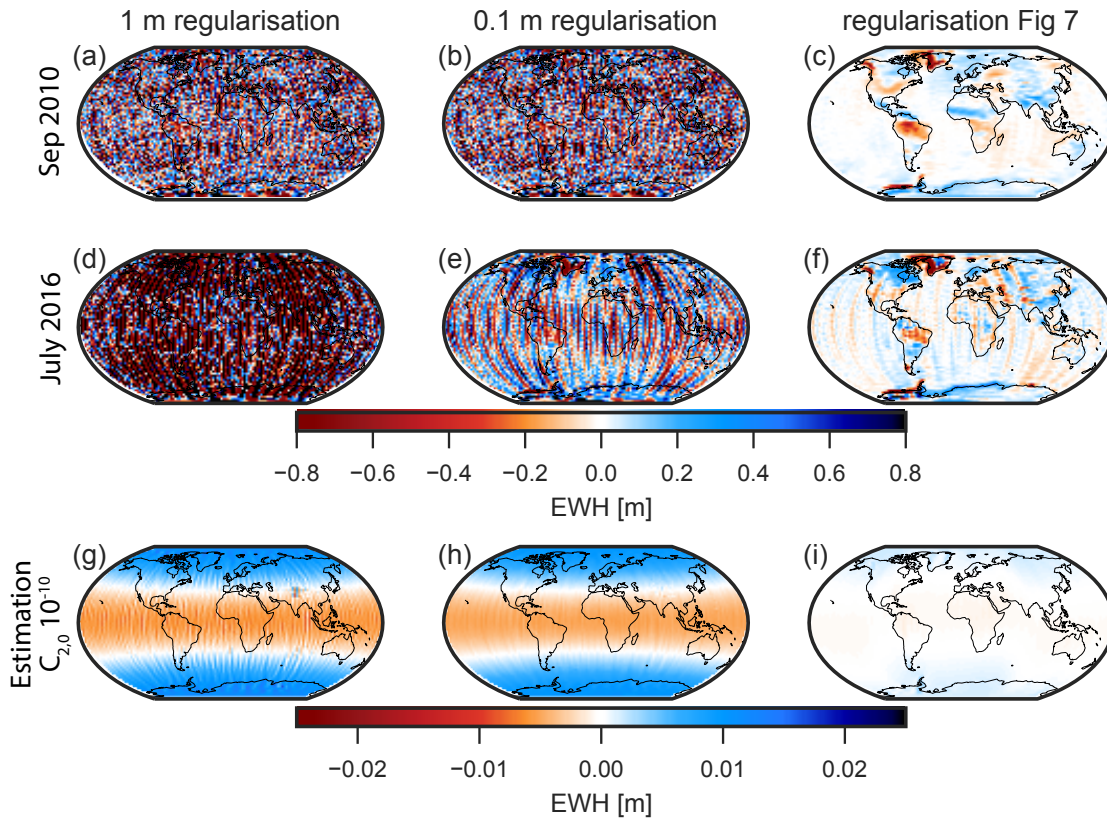 1 m regularisation 0.1 m regularisation regularisation Fig 7
Sep 2010
(a) (b) (c)
July 2016
(d) (e) (f)
−0.8 −0.6 −0.4 −0.2 0.0 0.2 0.4 0.6 0.8
EWH [m]
Estimation
C2,0 10-10
(g) (h) (i)
−0.02 −0.01 0.00 0.01 0.02
EWH [m]